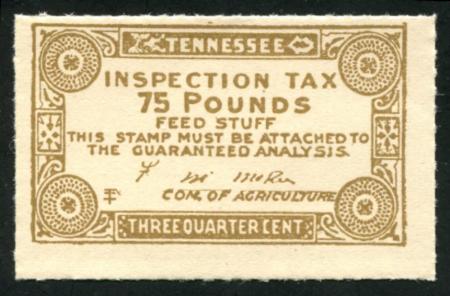 TENNESSEE
INSPECTION TAX
75 POUNDS
FEED STUFF
THIS STAMP MUST BE ATTACHED TO
THE GUARANTEED ANALYSIS.
COM. OF AGRICULTURE
THREE QUARTER CENT